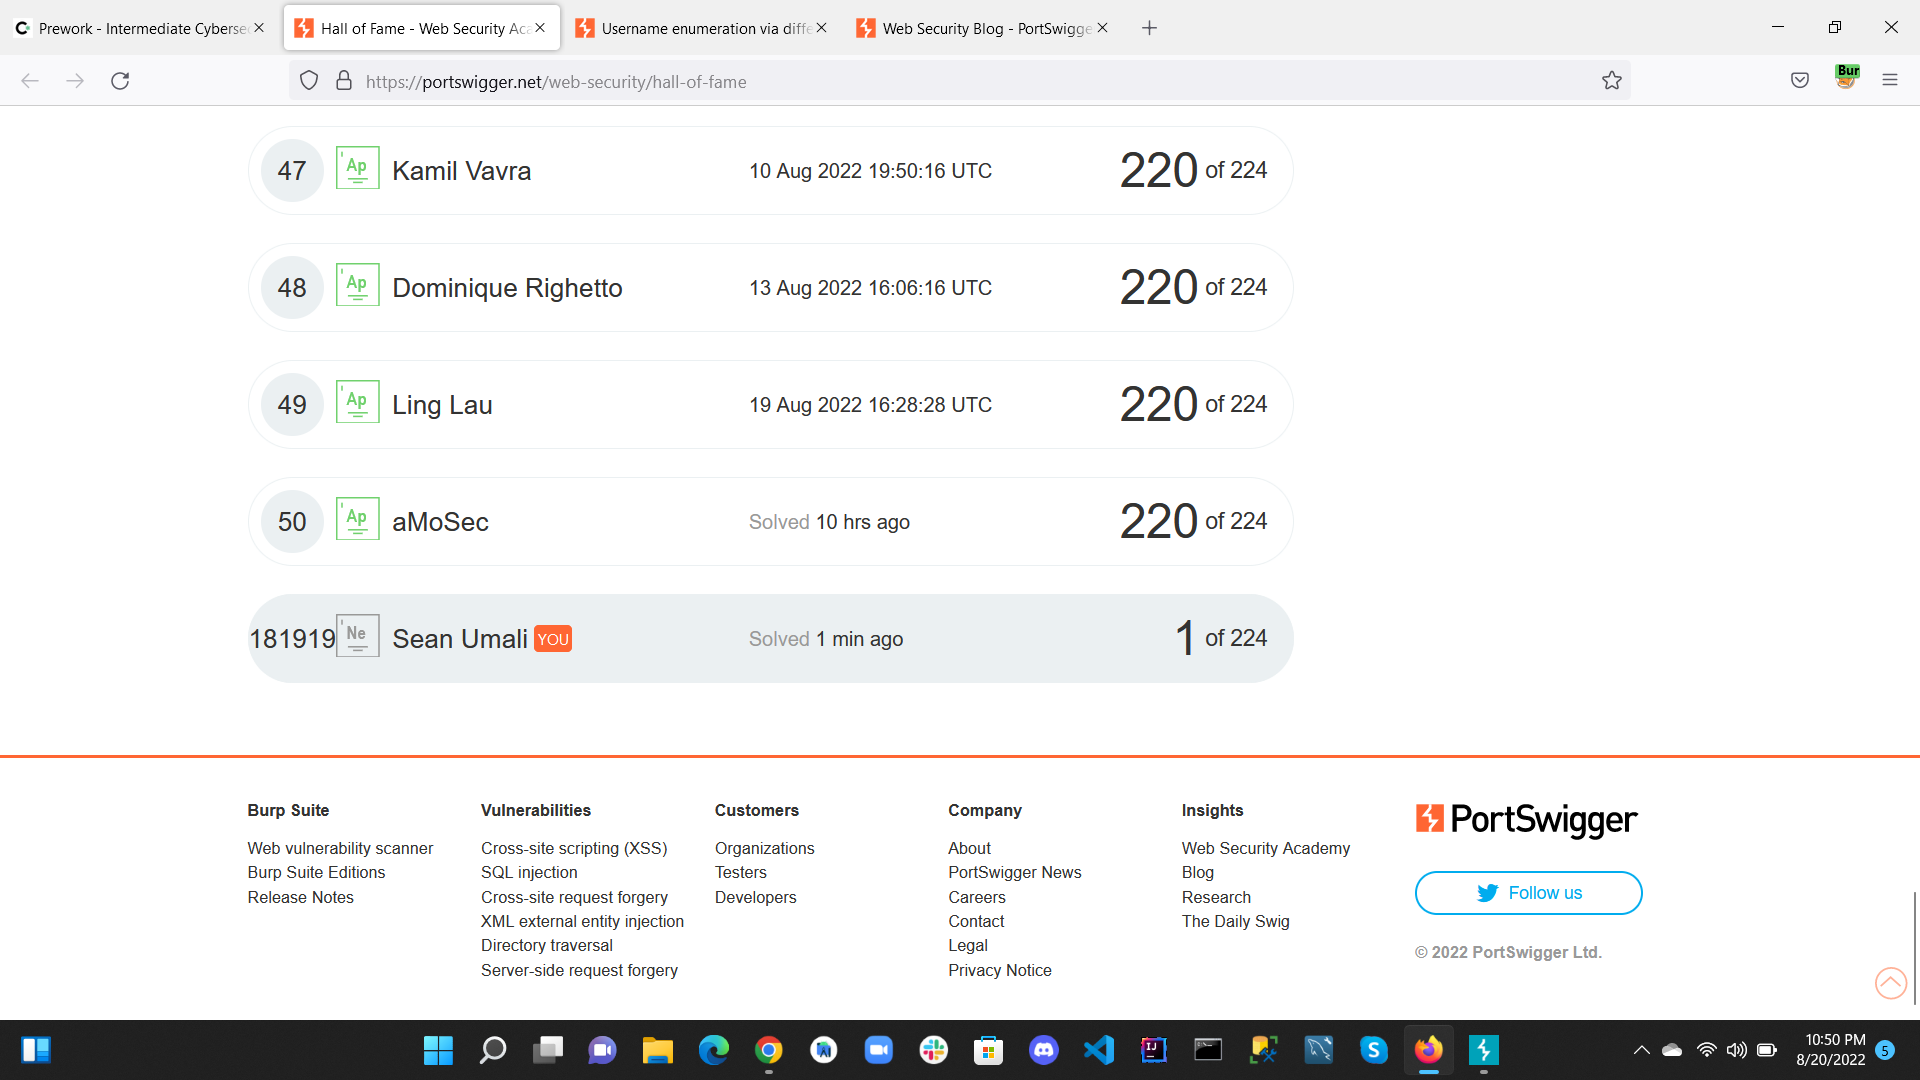 Prework - Intermediate Cyberse
Hall of Fame - Web Security Aca
Username enumeration via diffe
Web Security Blog - PortSwigge
https://portswigger.net/web-security/hall-of-fame
Bur
47 Ap Kamil Vavra 10 Aug 2022 19:50:16 UTC 220 of 224
48 Ap Dominique Righetto 13 Aug 2022 16:06:16 UTC 220 of 224
49 Ap Ling Lau 19 Aug 2022 16:28:28 UTC 220 of 224
50 Ap aMoSec Solved 10 hrs ago 220 of 224
181919 Ne Sean Umali YOU Solved 1 min ago 1 of 224
Burp Suite
Web vulnerability scanner
Burp Suite Editions
Release Notes
Vulnerabilities
Cross-site scripting (XSS)
SQL injection
Cross-site request forgery
XML external entity injection
Directory traversal
Server-side request forgery
Customers
Organizations
Testers
Developers
Company
About
PortSwigger News
Careers
Contact
Legal
Privacy Notice
Insights
Web Security Academy
Blog
Research
The Daily Swig
PortSwigger
Follow us
© 2022 PortSwigger Ltd.
10:50 PM
8/20/2022
5